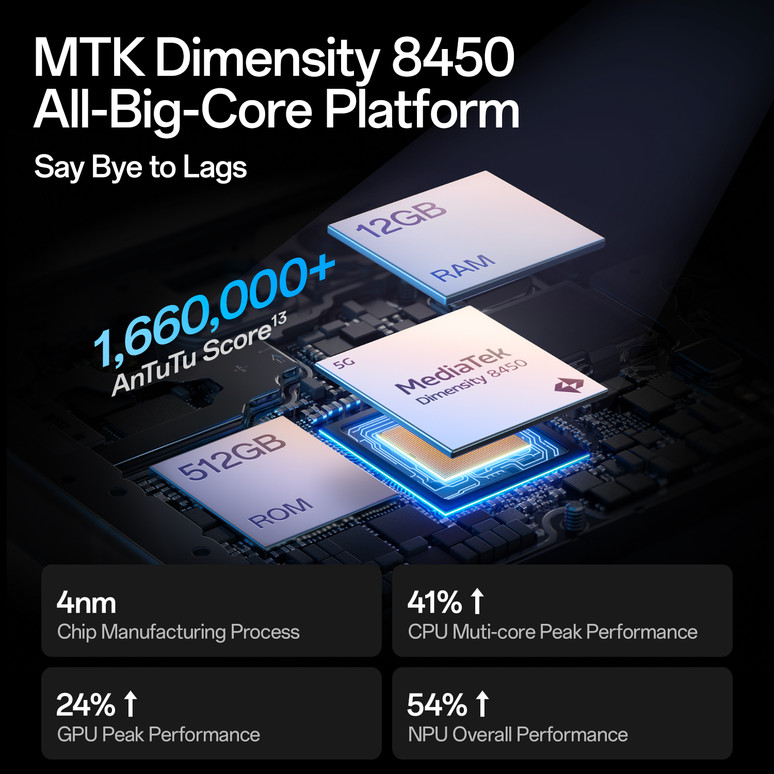 MTK Dimensity 8450
All-Big-Core Platform
Say Bye to Lags
12GB
RAM
1,660,000+
AnTuTu Score13
5G
MediaTek
Dimensity 8450
512GB
ROM
4nm
Chip Manufacturing Process
41% ↑
CPU Muti-core Peak Performance
24% ↑
GPU Peak Performance
54% ↑
NPU Overall Performance